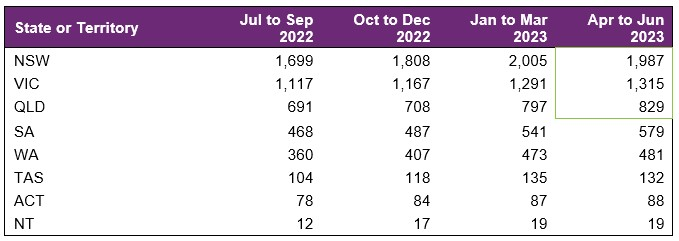 State or Territory Jul to Sep 2022 Oct to Dec 2022 Jan to Mar 2023 Apr to Jun 2023
NSW 1,699 1,808 2,005 1,987
VIC 1,117 1,167 1,291 1,315
QLD 691 708 797 829
SA 468 487 541 579
WA 360 407 473 481
TAS 104 118 135 132
ACT 78 84 87 88
NT 12 17 19 19